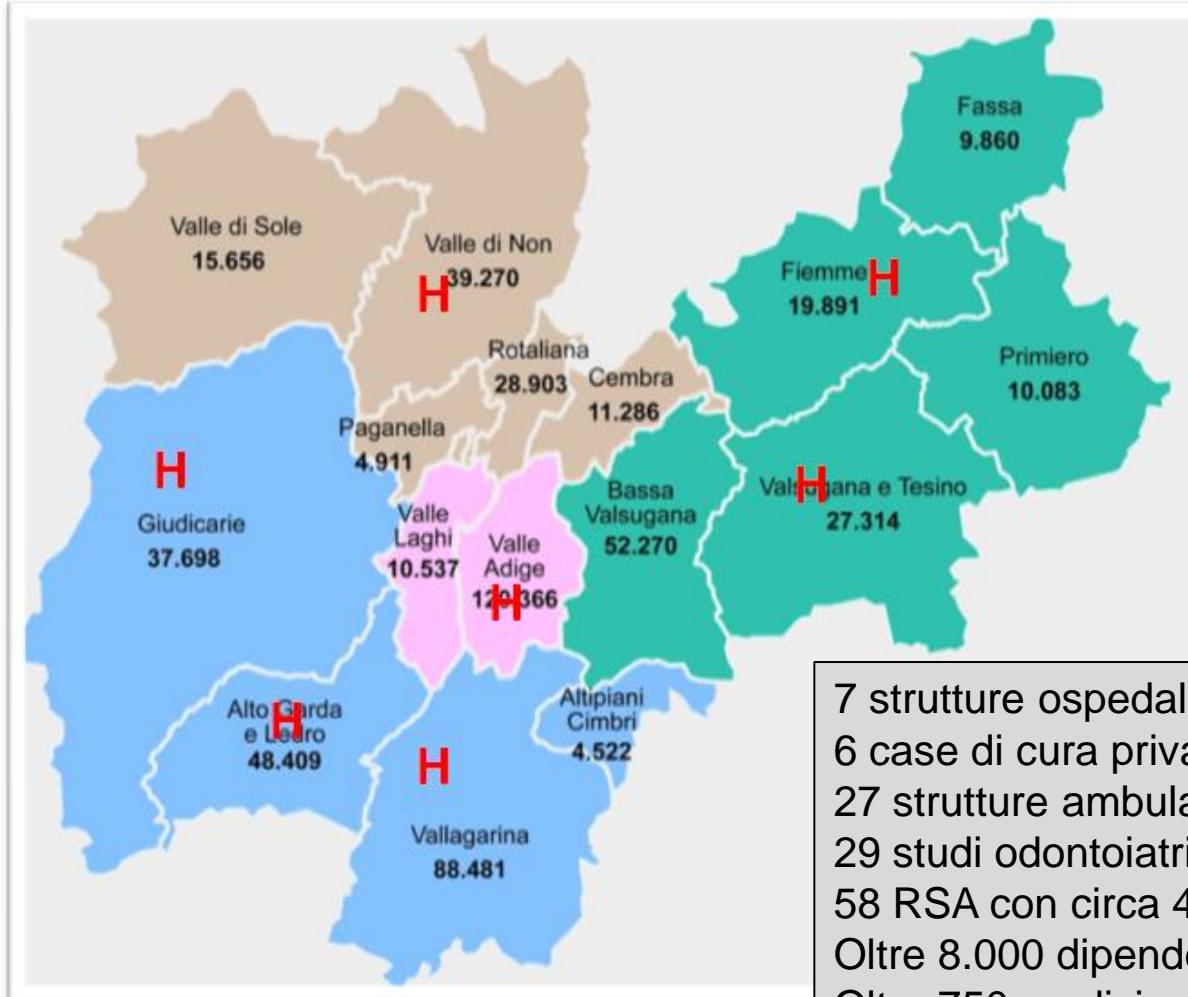 Fassa
9.860
Valle di Sole
15.656
Valle di Non
H 39.270
Fiemme H
19.891
Primiero
10.083
Rotaliana
28.903
Cembra
11.286
Paganella
4.911
H
Giudicarie
37.698
Valle
Laghi
10.537
Valle
Adige
H
Bassa
Valsugana
52.270
H
Valsugana e Tesino
27.314
Alto Garda
e Ledro
H
48.409
Altipiani
Cimbri
4.522
H
Vallagarina
88.481
7 strutture ospedal
6 case di cura priva
27 strutture ambula
29 studi odontoiatri
58 RSA con circa 4
Oltre 8.000 dipende